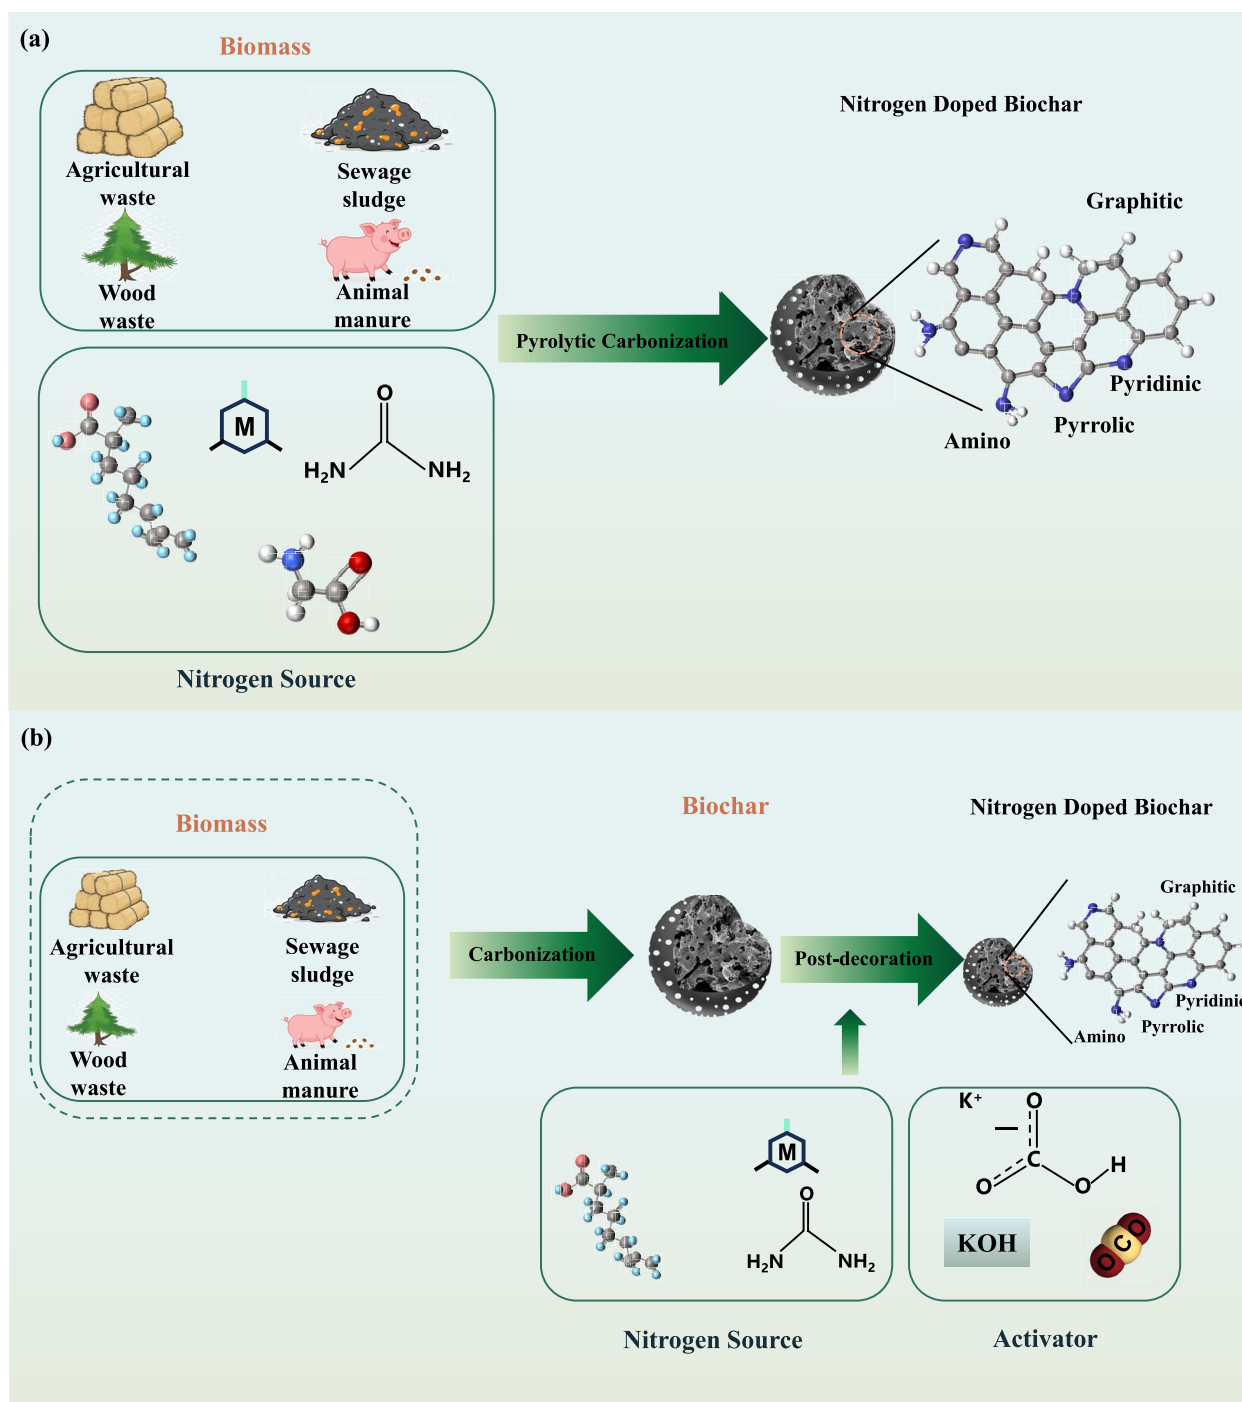 (a)
Biomass
Agricultural
waste
Sewage
sludge
Wood
waste
Animal
manure
Nitrogen Doped Biochar
Graphitic
Pyrolytic Carbonization
Pyridinic
Pyrrolic
Amino
M
O
H₂N
NH₂
Nitrogen Source
(b)
Biomass
Agricultural
waste
Sewage
sludge
Wood
waste
Animal
manure
Carbonization
Biochar
Post-decoration
Nitrogen Doped Biochar
Graphitic
Pyridinic
Pyrrolic
Amino
M
O
H₂N
NH₂
Nitrogen Source
K⁺
O
C
O
O
H
KOH
O
C
O
Activator